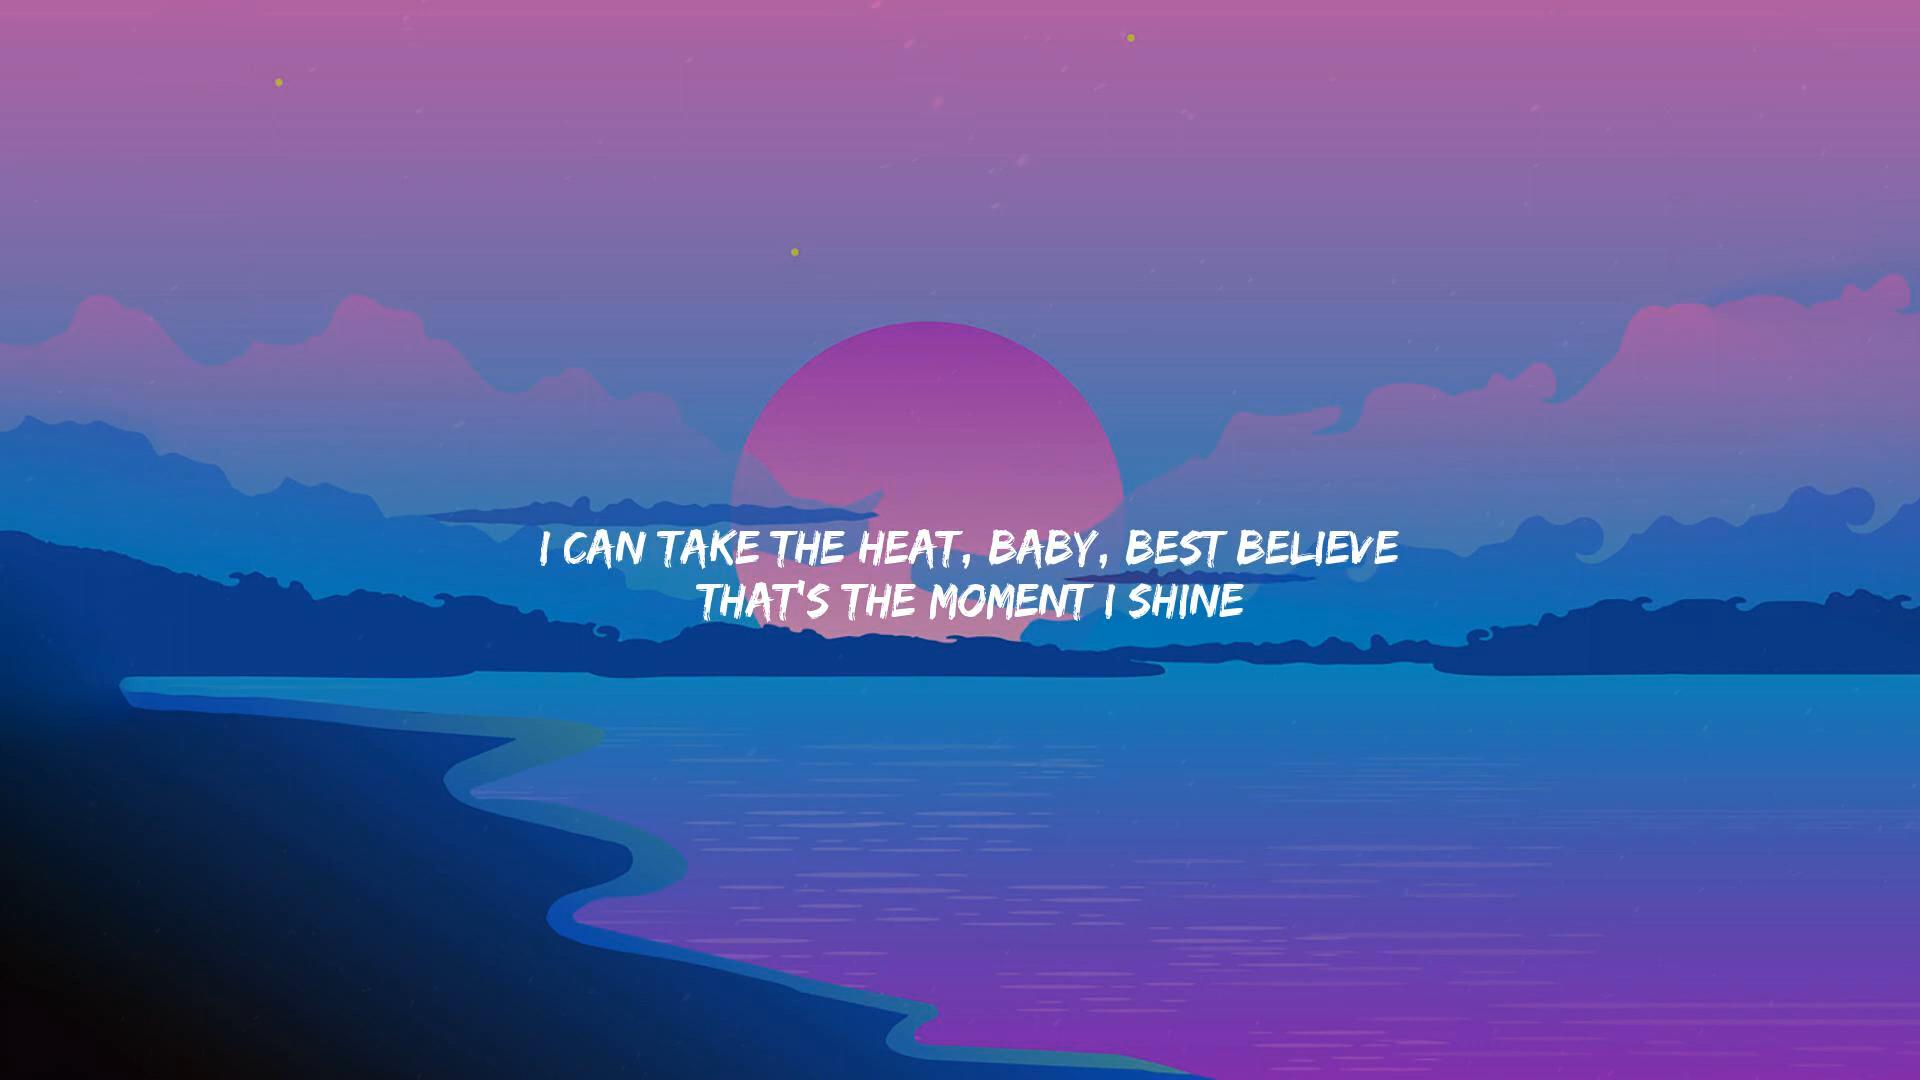 I CAN TAKE THE HEAT, BABY, BEST BELIEVE
THAT'S THE MOMENT I SHINE